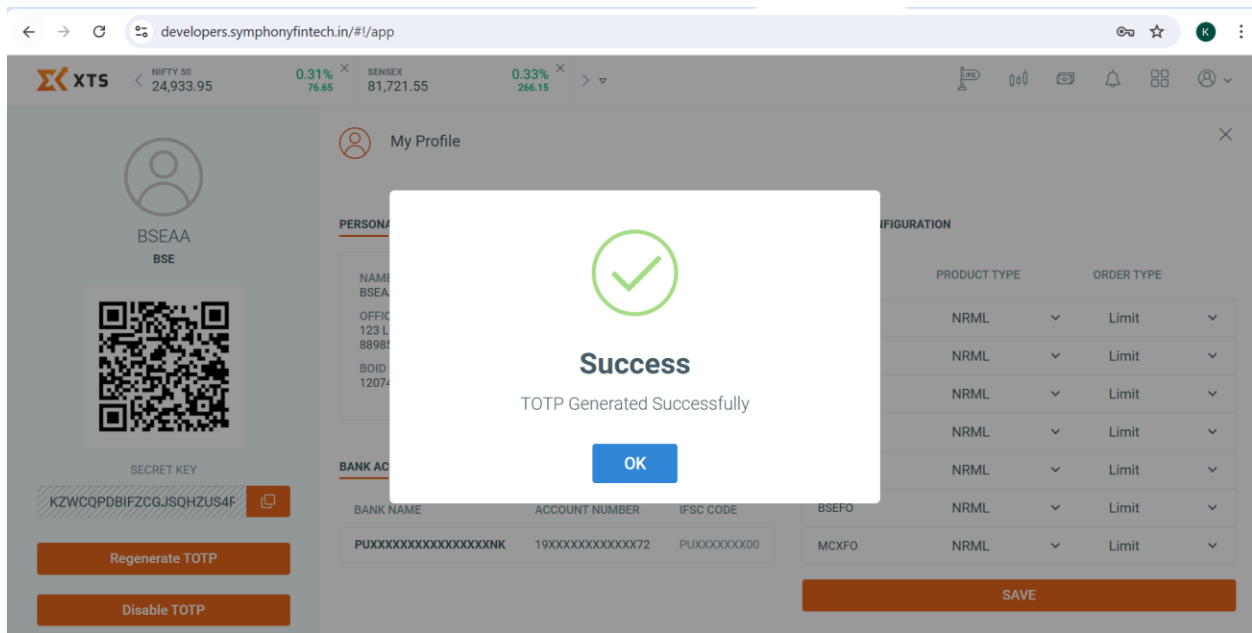 developers.symphonyfintech.in/#!/app
K
XTS
NIFTY 50
24,933.95
0.31%
76.65
SENSEX
81,721.55
0.33%
266.15
IPO
My Profile
BSEAA
BSE
SECRET KEY
KZWCQPDBIFZCGJSQHZUS4F
Regenerate TOTP
Disable TOTP
PERSONA
NAME
BSEA
OFFIC
123 L
8898
BOID
12074
Success
TOTP Generated Successfully
OK
BANK AC
BANK NAME ACCOUNT NUMBER IFSC CODE
PUXXXXXXXXXXXXXXXXNK 19XXXXXXXXXXXX72 PUXXXXXXX00
FIGURATION
PRODUCT TYPE ORDER TYPE
NRML Limit
NRML Limit
NRML Limit
NRML Limit
NRML Limit
BSEFO NRML Limit
MCXFO NRML Limit
SAVE